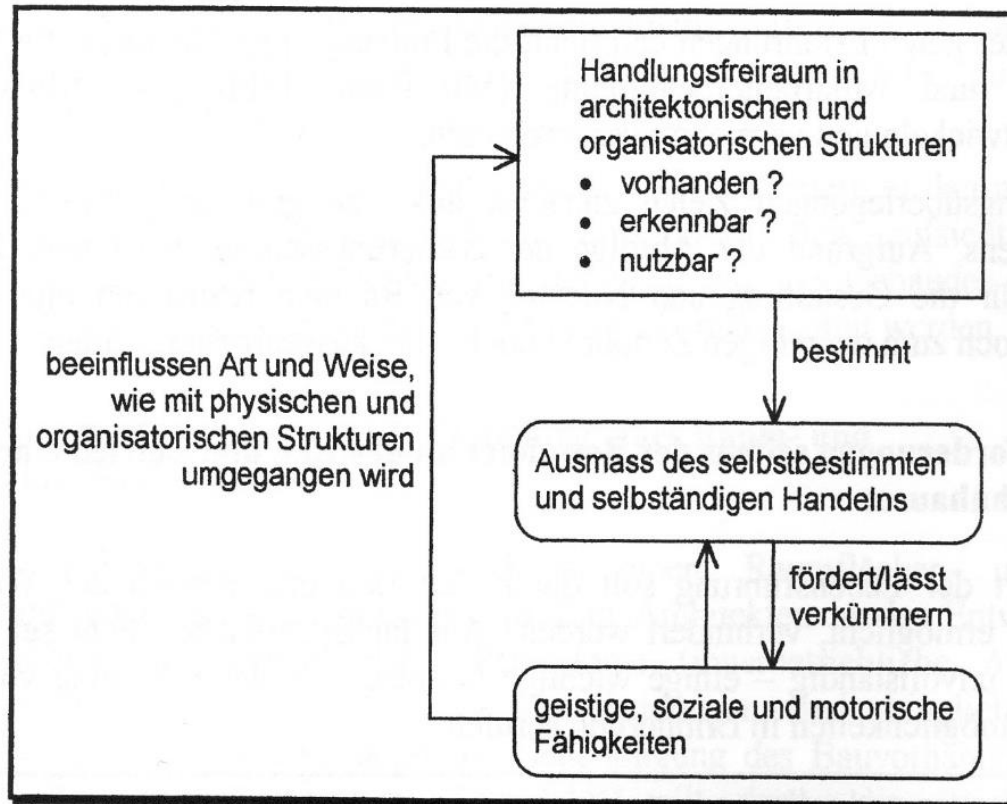 Handlungsfreiraum in
architektonischen und
organisatorischen Strukturen
• vorhanden ?
• erkennbar ?
• nutzbar ?
bestimmt
beeinflussen Art und Weise,
wie mit physischen und
organisatorischen Strukturen
umgegangen wird
Ausmass des selbstbestimmten
und selbständigen Handelns
fördert/lässt
verkümmern
geistige, soziale und motorische
Fähigkeiten